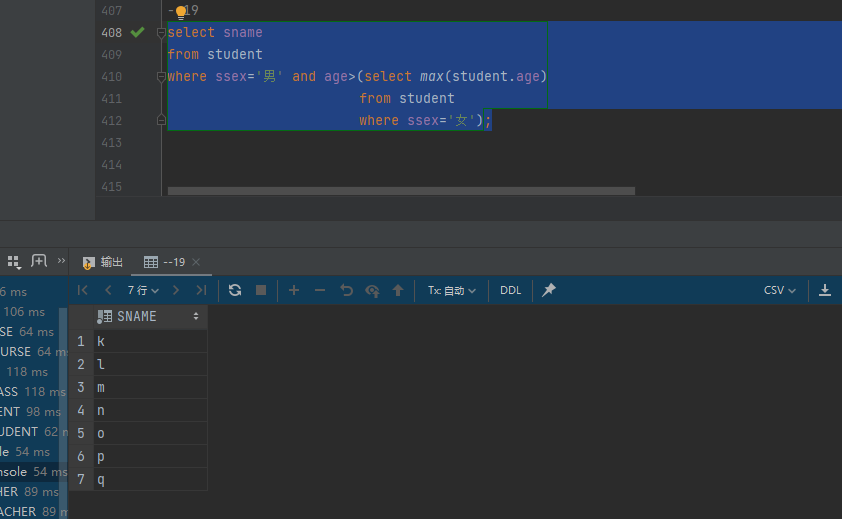 407
--19
408 select sname
409 from student
410 where ssex='男' and age>(select max(student.age)
411 from student
412 where ssex='女');
413
414
415
输出
--19
6 ms
7 行
Tx: 自动
DDL
CSV
106 ms
SE 64 ms
SNAME
URSE 64 m
1 k
118 ms
2 l
ASS 118 ms
3 m
ENT 98 ms
4 n
UDENT 62 m
5 o
le 54 ms
6 p
nsole 54 ms
7 q
HER 89 ms
ACHER 89 m